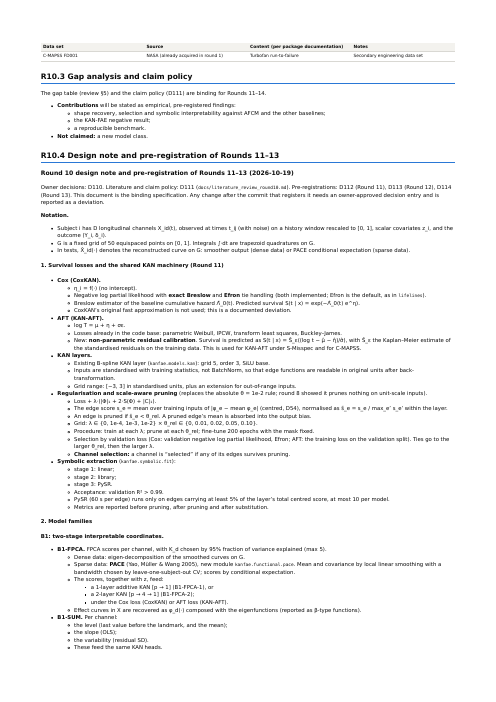 Data set Source Content (per package documentation) Notes
C-MAPSS FD001 NASA (already acquired in round 1) Turbofan run-to-failure Secondary engineering data set
R10.3 Gap analysis and claim policy
The gap table (review §5) and the claim policy (D111) are binding for Rounds 11–14.
• Contributions will be stated as empirical, pre-registered findings:
shape recovery, selection and symbolic interpretability against AFCM and the other baselines;
the KAN-FAE negative result;
a reproducible benchmark.
• Not claimed: a new model class.
R10.4 Design note and pre-registration of Rounds 11–13
Round 10 design note and pre-registration of Rounds 11–13 (2026-10-19)
Owner decisions: D110. Literature and claim policy: D111 (docs/literature_review_round10.md). Pre-registrations: D112 (Round 11), D113 (Round 12), D114
(Round 13). This document is the binding specification. Any change after the commit that registers it needs an owner-approved decision entry and is
reported as a deviation.
Notation.
• Subject i has D longitudinal channels X_id(t), observed at times t_ij (with noise) on a history window rescaled to [0, 1], scalar covariates z_i, and the
outcome (Y_i, δ_i).
• G is a fixed grid of 50 equispaced points on [0, 1]. Integrals ∫·dt are trapezoid quadratures on G.
• In tests, X̂_id(·) denotes the reconstructed curve on G: smoother output (dense data) or PACE conditional expectation (sparse data).
1. Survival losses and the shared KAN machinery (Round 11)
• Cox (CoxKAN).
η_i = f(·) (no intercept).
Negative log partial likelihood with exact Breslow and Efron tie handling (both implemented; Efron is the default, as in lifelines).
Breslow estimator of the baseline cumulative hazard Λ̂_0(t). Predicted survival S(t | x) = exp(−Λ̂_0(t) e^η).
CoxKAN's original fast approximation is not used; this is a documented deviation.
• AFT (KAN-AFT).
log T = μ + η + σε.
Losses already in the code base: parametric Weibull, IPCW, transform least squares, Buckley-James.
New: non-parametric residual calibration. Survival is predicted as S(t | x) = Ŝ_ε((log t − μ̂ − η̂)/σ̂), with Ŝ_ε the Kaplan-Meier estimate of
the standardised residuals on the training data. This is used for KAN-AFT under S-Misspec and for C-MAPSS.
• KAN layers.
Existing B-spline KAN layer (kanfae.models.kan): grid 5, order 3, SiLU base.
Inputs are standardised with training statistics, not BatchNorm, so that edge functions are readable in original units after back-
transformation.
Grid range: [−3, 3] in standardised units, plus an extension for out-of-range inputs.
• Regularisation and scale-aware pruning (replaces the absolute θ = 1e-2 rule; round 8 showed it prunes nothing on unit-scale inputs).
Loss + λ·(|Φ|₁ + 2·S(Φ) + |C|₁).
The edge score s_e = mean over training inputs of |φ_e − mean φ_e| (centred, D54), normalised as s̃_e = s_e / max_e' s_e' within the layer.
An edge is pruned if s̃_e < θ_rel. A pruned edge's mean is absorbed into the output bias.
Grid: λ ∈ {0, 1e-4, 1e-3, 1e-2} × θ_rel ∈ {0, 0.01, 0.02, 0.05, 0.10}.
Procedure: train at each λ; prune at each θ_rel; fine-tune 200 epochs with the mask fixed.
Selection by validation loss (Cox: validation negative log partial likelihood, Efron; AFT: the training loss on the validation split). Ties go to the
larger θ_rel, then the larger λ.
Channel selection: a channel is “selected” if any of its edges survives pruning.
• Symbolic extraction (kanfae.symbolic.fit):
stage 1: linear;
stage 2: library;
stage 3: PySR.
Acceptance: validation R² > 0.99.
PySR (60 s per edge) runs only on edges carrying at least 5% of the layer's total centred score, at most 10 per model.
Metrics are reported before pruning, after pruning and after substitution.
2. Model families
B1: two-stage interpretable coordinates.
• B1-FPCA. FPCA scores per channel, with K_d chosen by 95% fraction of variance explained (max 5).
Dense data: eigen-decomposition of the smoothed curves on G.
Sparse data: PACE (Yao, Müller & Wang 2005), new module kanfae.functional.pace. Mean and covariance by local linear smoothing with a
bandwidth chosen by leave-one-subject-out CV; scores by conditional expectation.
The scores, together with z, feed:
a 1-layer additive KAN [p → 1] (B1-FPCA-1), or
a 2-layer KAN [p → 4 → 1] (B1-FPCA-2);
under the Cox loss (CoxKAN) or AFT loss (KAN-AFT).
Effect curves in X are recovered as φ_d(·) composed with the eigenfunctions (reported as β-type functions).
• B1-SUM. Per channel:
the level (last value before the landmark, and the mean);
the slope (OLS);
the variability (residual SD).
These feed the same KAN heads.